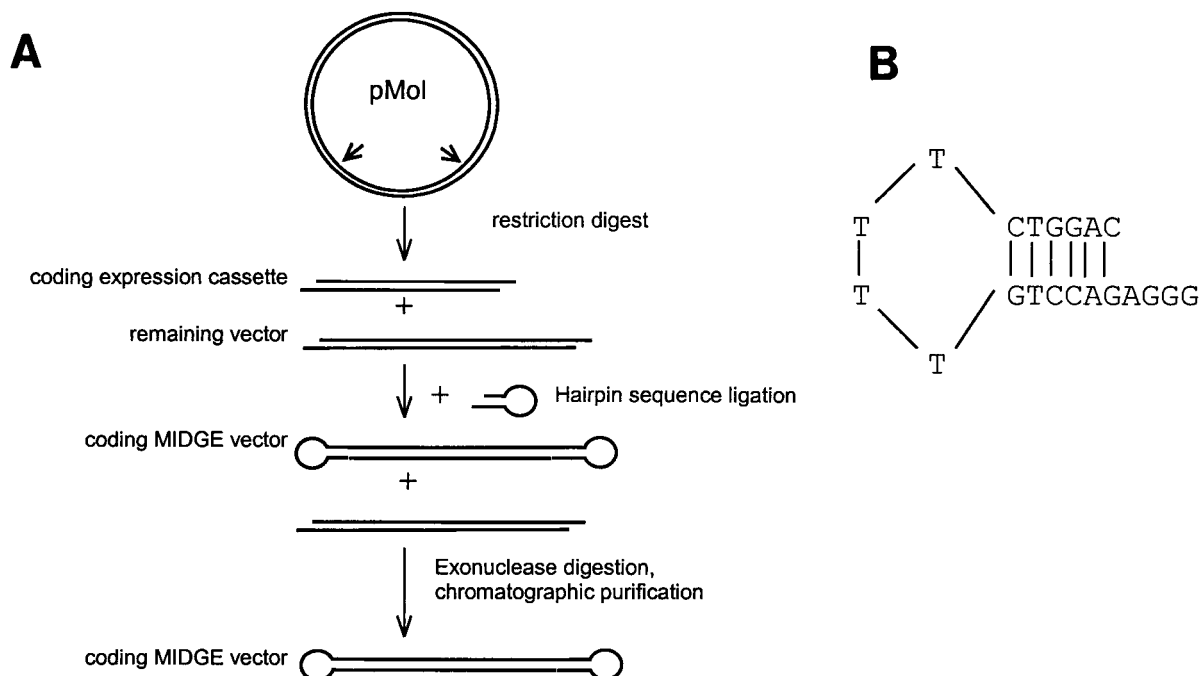 A
pMol
restriction digest
coding expression cassette
+
remaining vector
+
Hairpin sequence ligation
coding MIDGE vector
+
Exonuclease digestion,
chromatographic purification
coding MIDGE vector
B
T
T
CTGGAC
T
GTCCAGAGGG
T